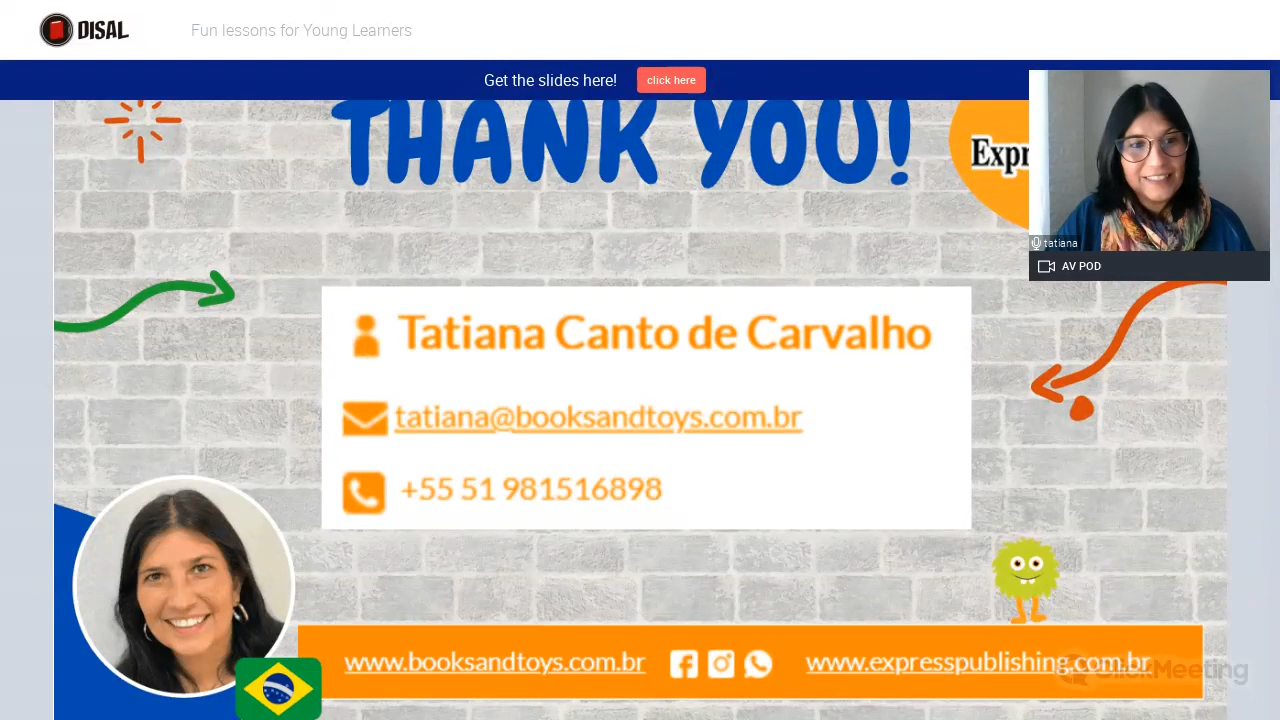 DISAL
Fun lessons for Young Learners
Get the slides here!
click here
THANK YOU!
Expr
tatiana
AV POD
Tatiana Canto de Carvalho
tatiana@booksandtoys.com.br
+55 51 981516898
www.booksandtoys.com.br
www.expresspublishing.com.br
ClickMeeting